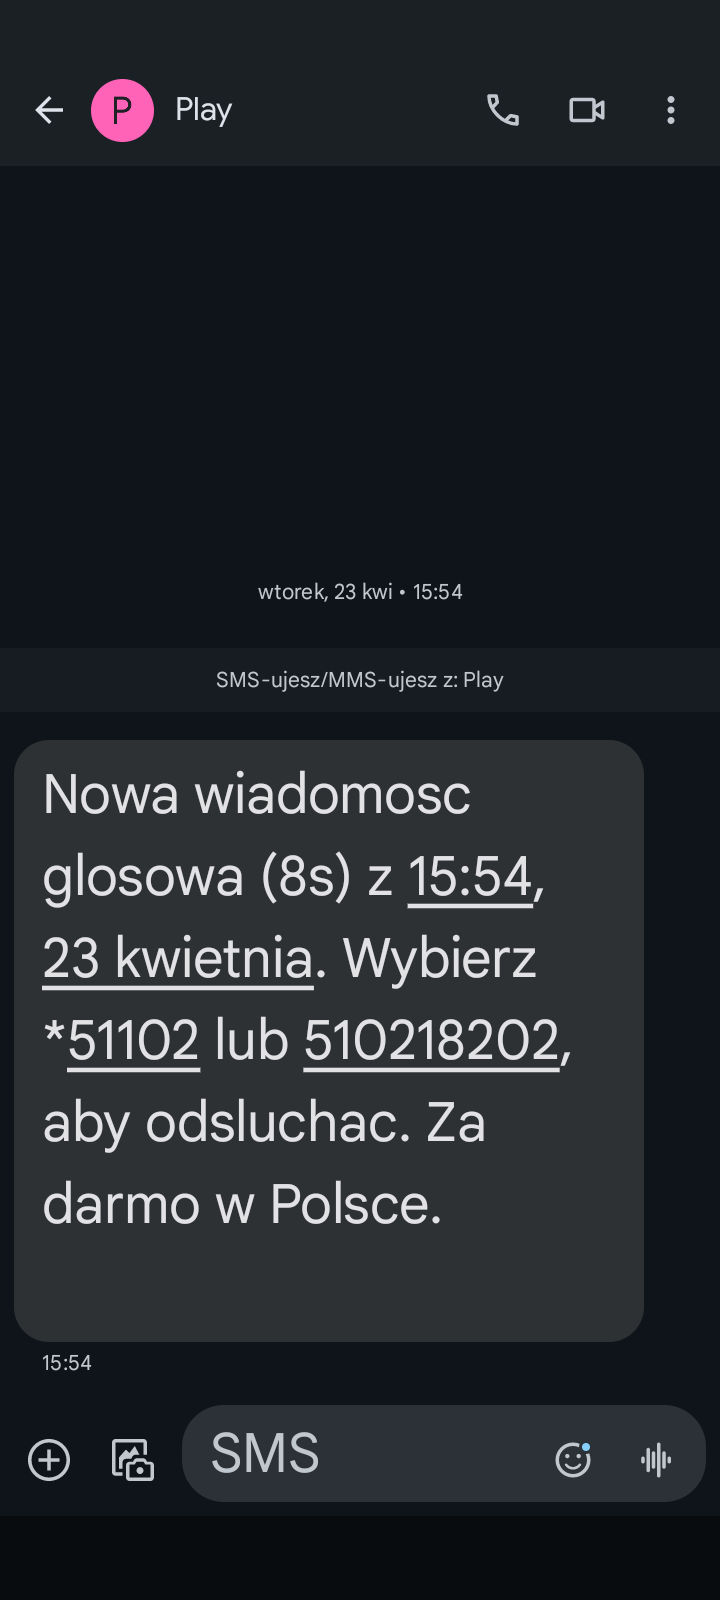 P Play
wtorek, 23 kwi • 15:54
SMS-ujesz/MMS-ujesz z: Play
Nowa wiadomosc
glosowa (8s) z 15:54,
23 kwietnia. Wybierz
*51102 lub 510218202,
aby odsluchac. Za
darmo w Polsce.
15:54
SMS